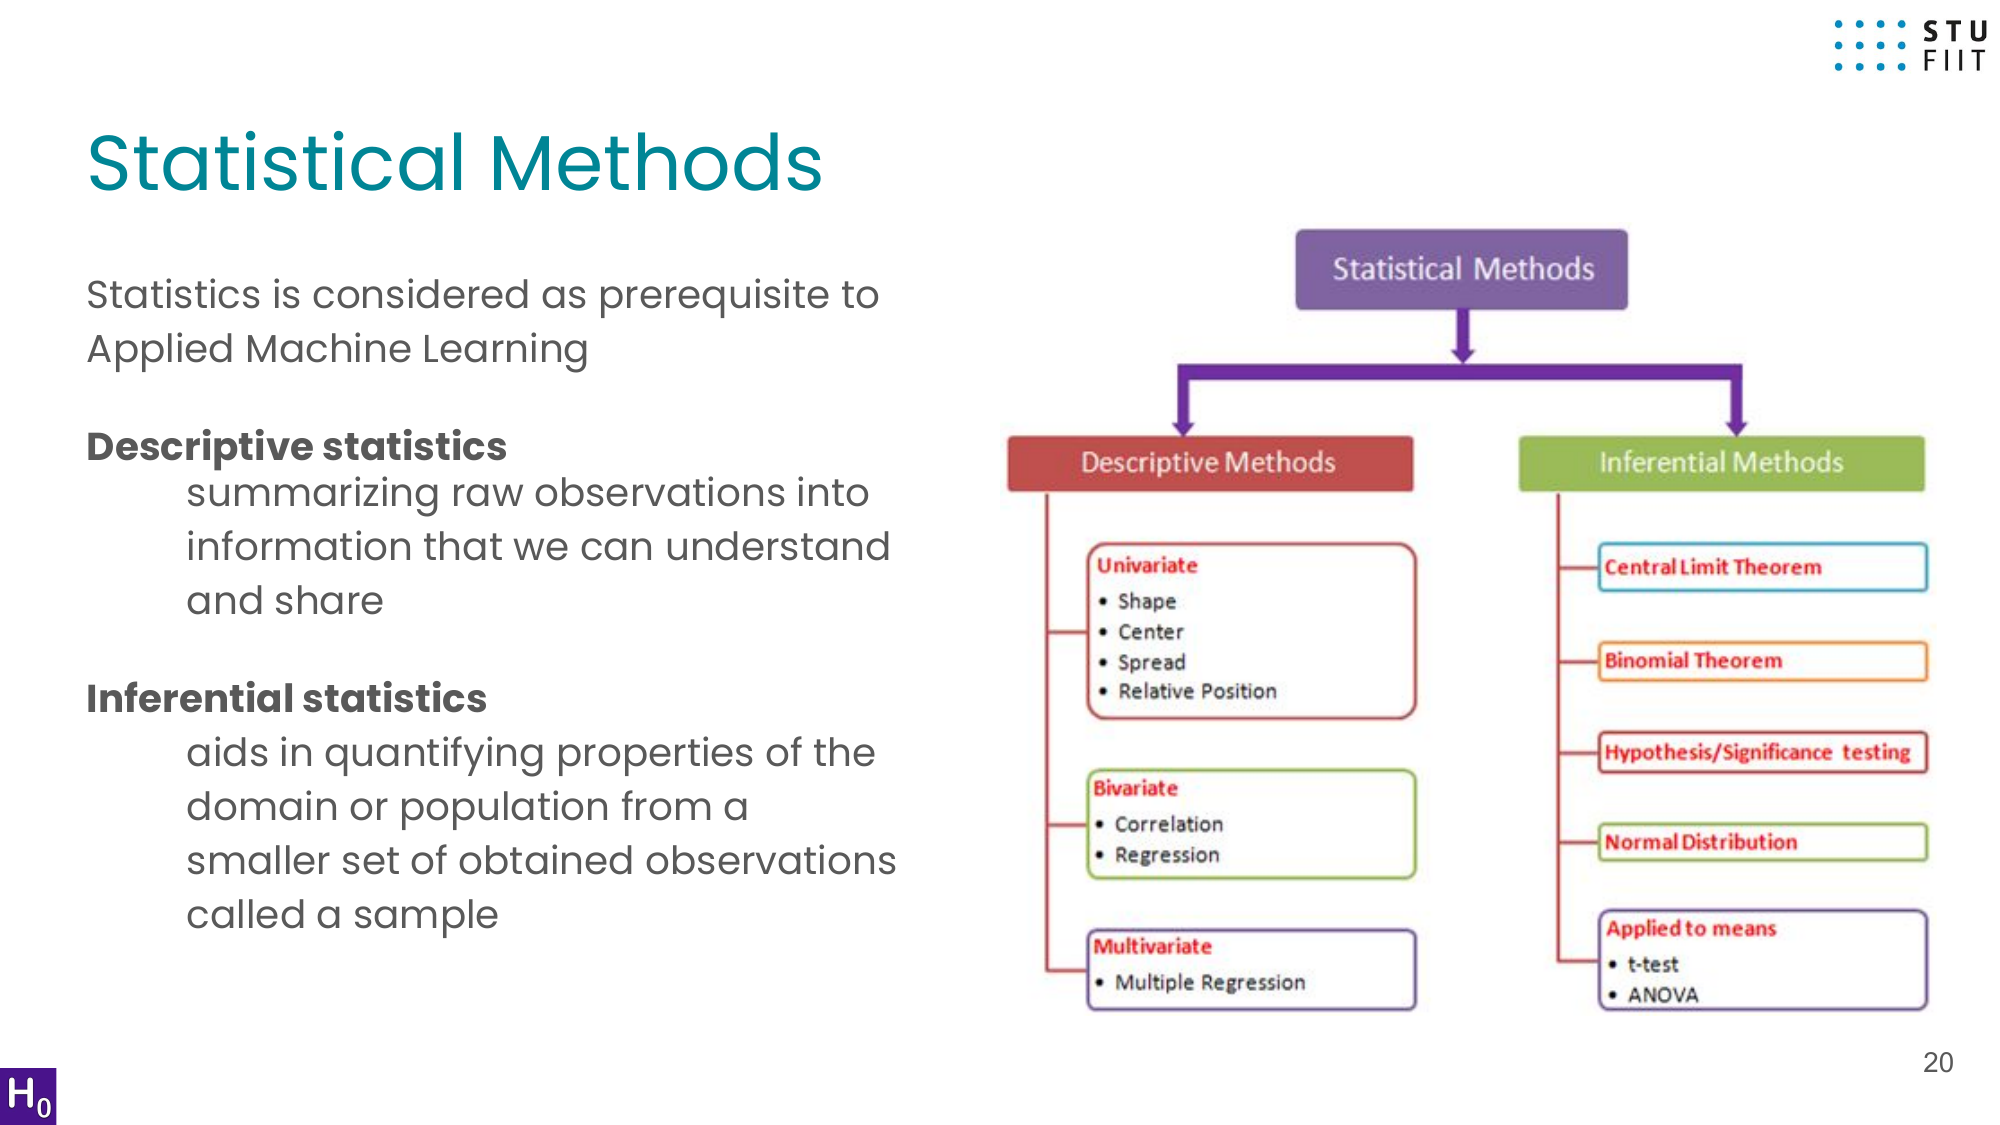 STU
FIIT
Statistical Methods
Statistics is considered as prerequisite to
Applied Machine Learning
Descriptive statistics
summarizing raw observations into
information that we can understand
and share
Inferential statistics
aids in quantifying properties of the
domain or population from a
smaller set of obtained observations
called a sample
Statistical Methods
Descriptive Methods
Univariate
• Shape
• Center
• Spread
• Relative Position
Bivariate
• Correlation
• Regression
Multivariate
• Multiple Regression
Inferential Methods
Central Limit Theorem
Binomial Theorem
Hypothesis/Significance testing
Normal Distribution
Applied to means
• t-test
• ANOVA
20
H0